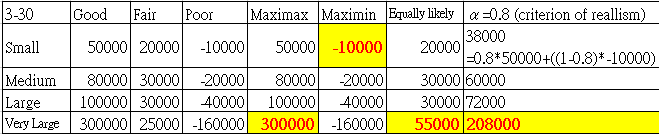 3-30 Good Fair Poor Maximax Maximin Equally likely α=0.8 (criterion of reallism)
Small 50000 20000 -10000 50000 -10000 20000 38000
=0.8*50000+((1-0.8)*-10000)
Medium 80000 30000 -20000 80000 -20000 30000 60000
Large 100000 30000 -40000 100000 -40000 30000 72000
Very Large 300000 25000 -160000 300000 -160000 55000 208000